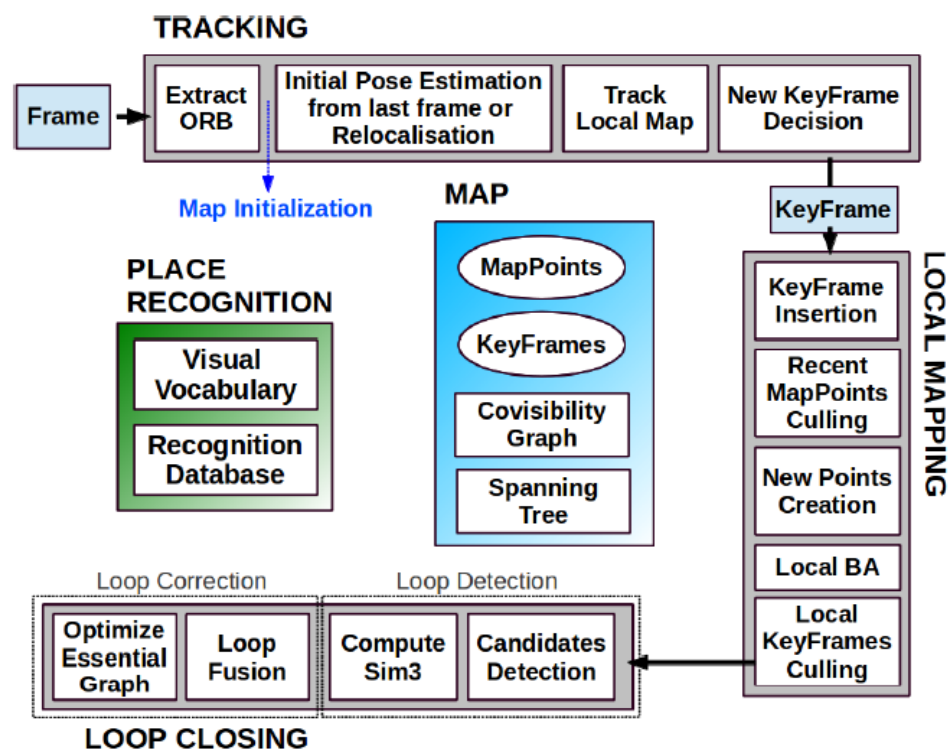 TRACKING
Frame
Extract
ORB
Initial Pose Estimation
from last frame or
Relocalisation
Track
Local Map
New KeyFrame
Decision
Map Initialization
MAP
KeyFrame
MapPoints
KeyFrames
Covisibility
Graph
Spanning
Tree
PLACE
RECOGNITION
Visual
Vocabulary
Recognition
Database
LOCAL MAPPING
KeyFrame
Insertion
Recent
MapPoints
Culling
New Points
Creation
Local BA
Local
KeyFrames
Culling
Loop Correction
Loop Detection
Optimize
Essential
Graph
Loop
Fusion
Compute
Sim3
Candidates
Detection
LOOP CLOSING